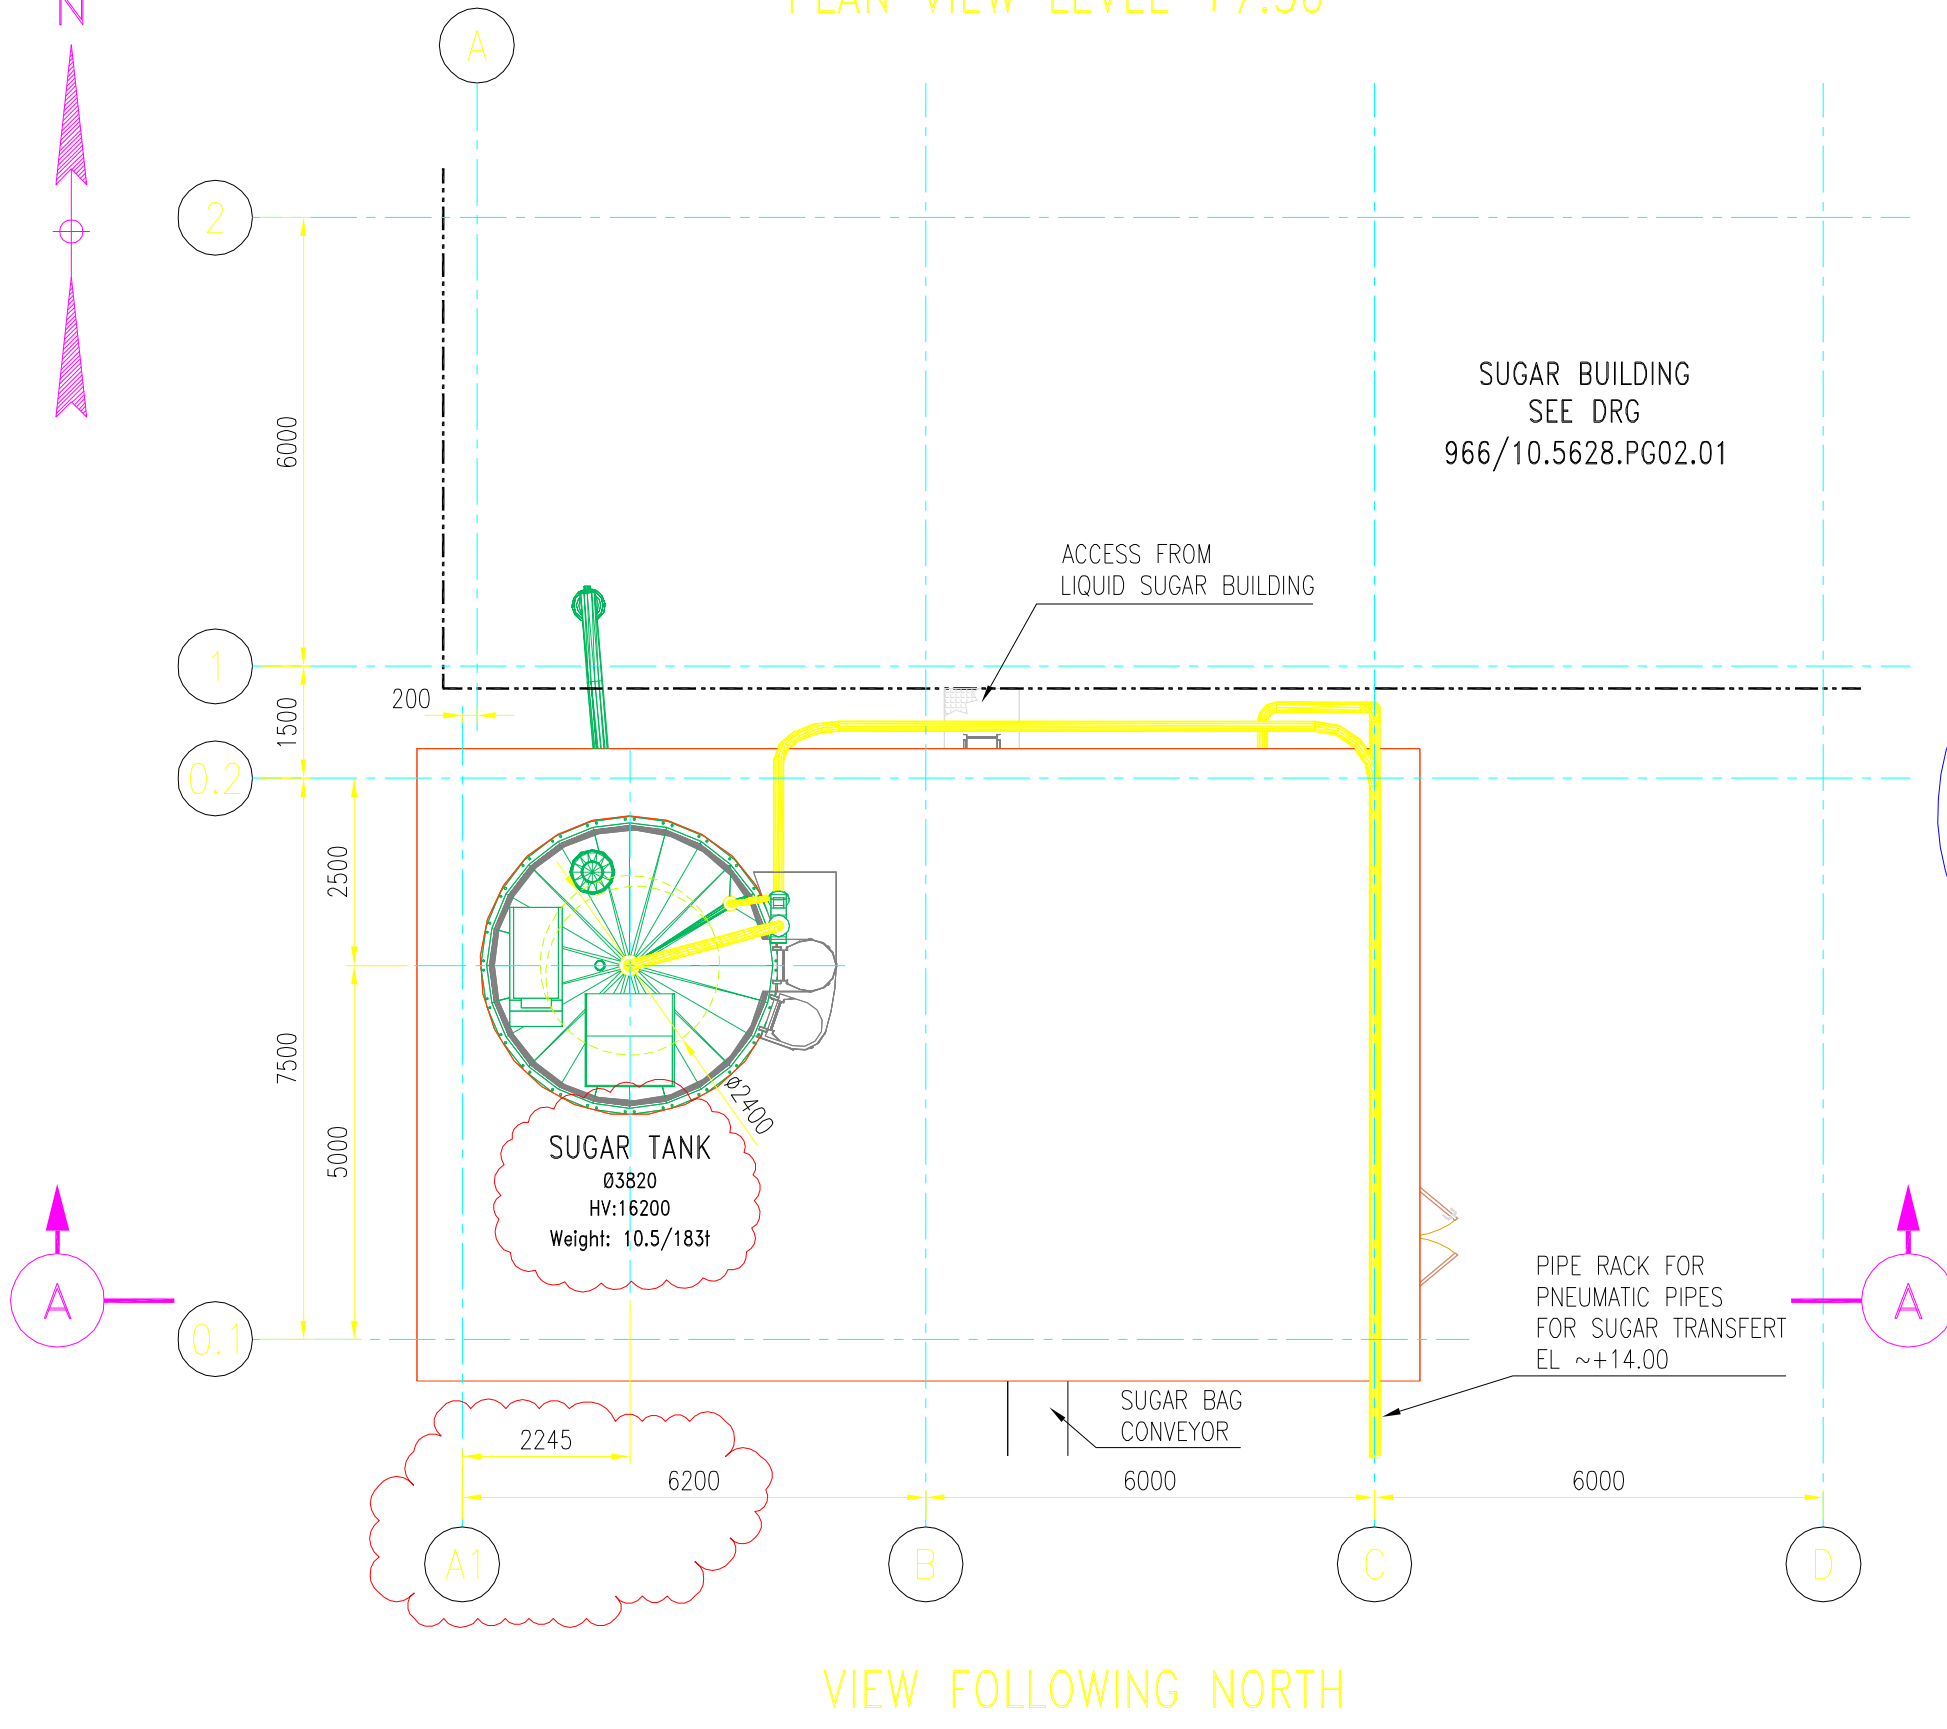 N
A
2
6000
SUGAR BUILDING
SEE DRG
966/10.5628.PG02.01
ACCESS FROM
LIQUID SUGAR BUILDING
1
200
1500
0.2
2500
7500
5000
ø2400
SUGAR TANK
Ø3820
HV:16200
Weight: 10.5/183t
A
A
0.1
PIPE RACK FOR
PNEUMATIC PIPES
FOR SUGAR TRANSFERT
EL ~+14.00
SUGAR BAG
CONVEYOR
2245
6200
6000
6000
A1
B
C
D
VIEW FOLLOWING NORTH